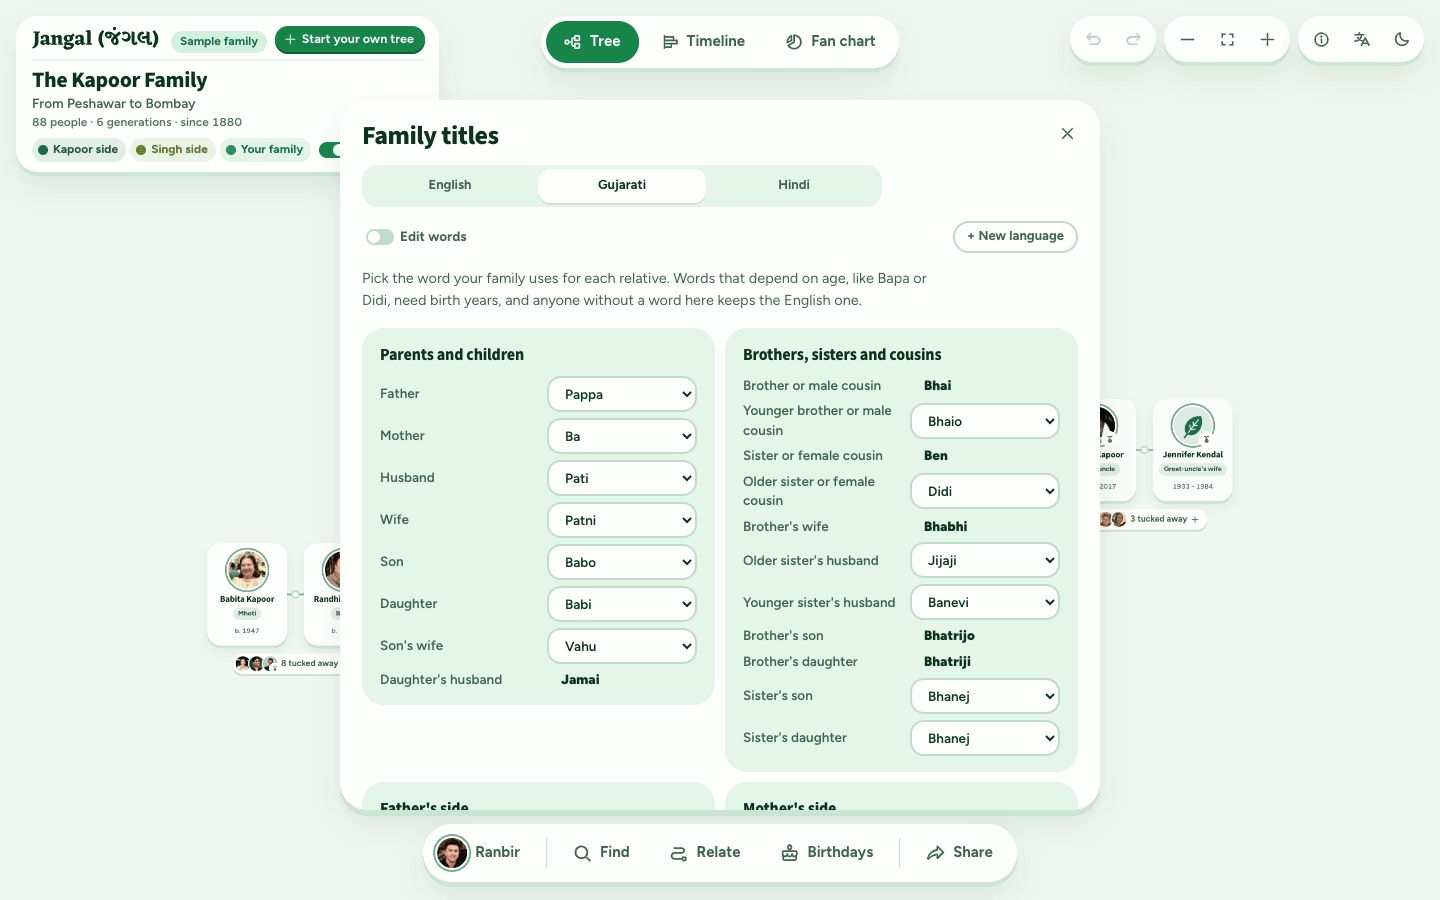 Jangal (જંગલ)
Sample family
Start your own tree
The Kapoor Family
From Peshawar to Bombay
88 people · 6 generations · since 1880
Kapoor side
Singh side
Your family
Tree
Timeline
Fan chart
Family titles
English
Gujarati
Hindi
Edit words
+ New language
Pick the word your family uses for each relative. Words that depend on age, like Bapa or
Didi, need birth years, and anyone without a word here keeps the English one.
Parents and children
Father Pappa
Mother Ba
Husband Pati
Wife Patni
Son Babo
Daughter Babi
Son's wife Vahu
Daughter's husband Jamai
Brothers, sisters and cousins
Brother or male cousin Bhai
Younger brother or male
cousin Bhaio
Sister or female cousin Ben
Older sister or female
cousin Didi
Brother's wife Bhabhi
Older sister's husband Jijaji
Younger sister's husband Banevi
Brother's son Bhatrijo
Brother's daughter Bhatriji
Sister's son Bhanej
Sister's daughter Bhanej
Father's side
Mother's side
Babita Kapoor
Mhoti
b. 1947
Randhi
b.
8 tucked away
apoor
uncle
2017
Jennifer Kendal
Great-uncle's wife
1933 - 1984
3 tucked away +
Ranbir
Find
Relate
Birthdays
Share